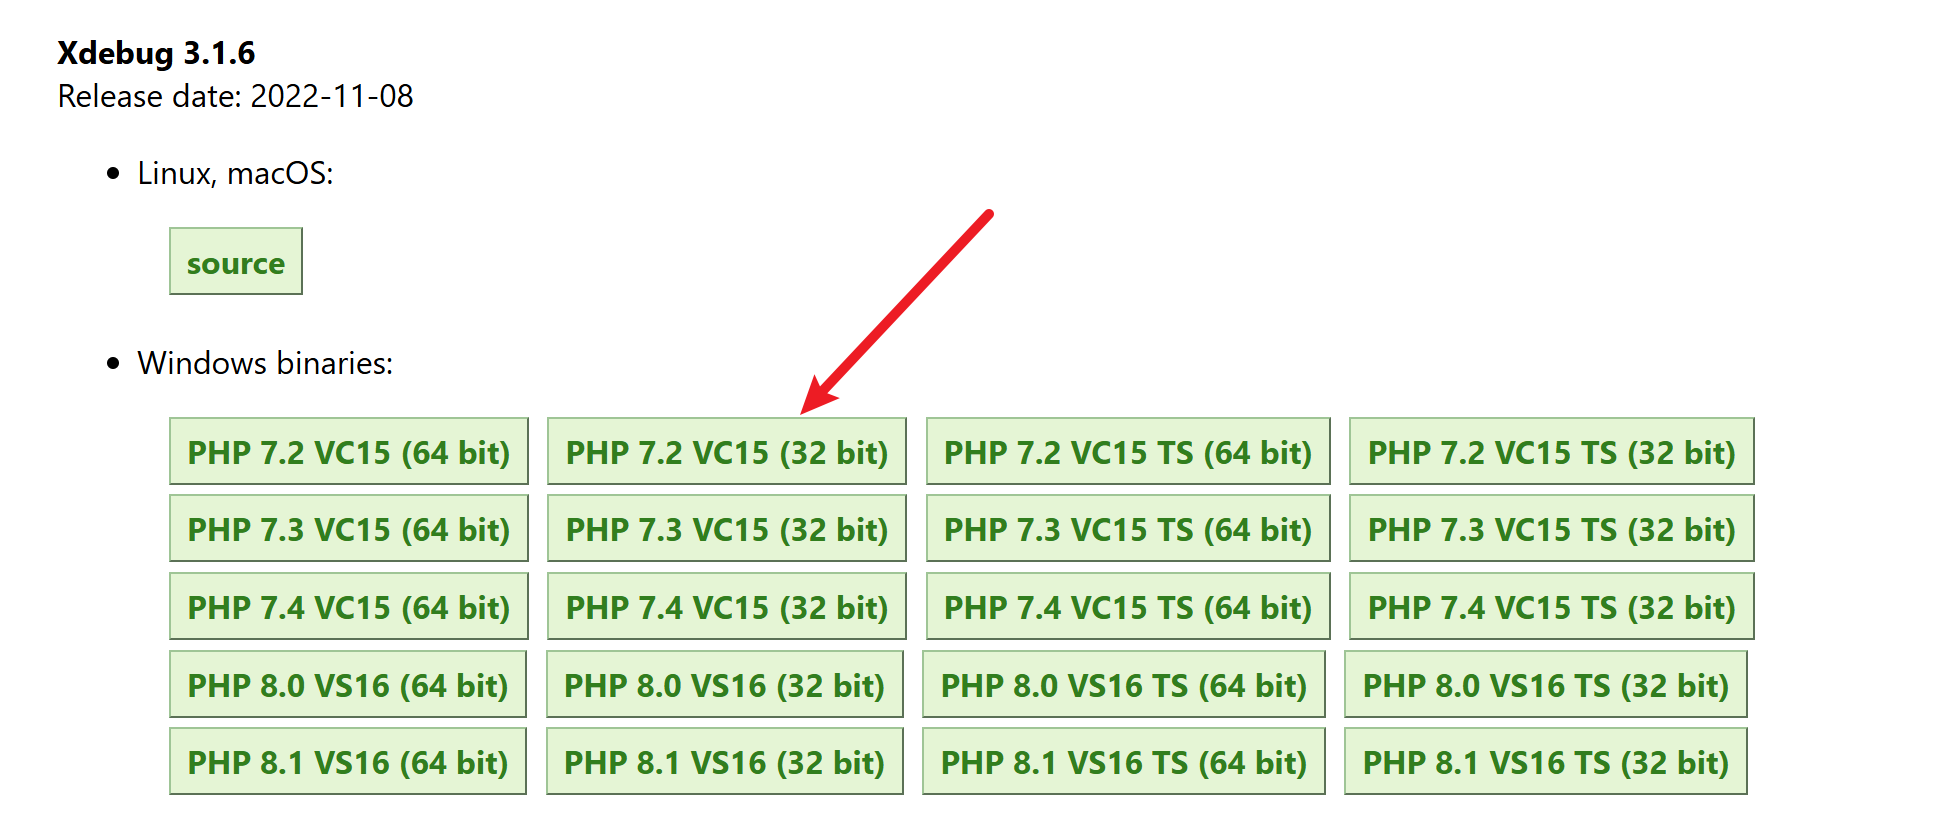 Xdebug 3.1.6
Release date: 2022-11-08
Linux, macOS:
source
Windows binaries:
PHP 7.2 VC15 (64 bit) PHP 7.2 VC15 (32 bit) PHP 7.2 VC15 TS (64 bit) PHP 7.2 VC15 TS (32 bit)
PHP 7.3 VC15 (64 bit) PHP 7.3 VC15 (32 bit) PHP 7.3 VC15 TS (64 bit) PHP 7.3 VC15 TS (32 bit)
PHP 7.4 VC15 (64 bit) PHP 7.4 VC15 (32 bit) PHP 7.4 VC15 TS (64 bit) PHP 7.4 VC15 TS (32 bit)
PHP 8.0 VS16 (64 bit) PHP 8.0 VS16 (32 bit) PHP 8.0 VS16 TS (64 bit) PHP 8.0 VS16 TS (32 bit)
PHP 8.1 VS16 (64 bit) PHP 8.1 VS16 (32 bit) PHP 8.1 VS16 TS (64 bit) PHP 8.1 VS16 TS (32 bit)